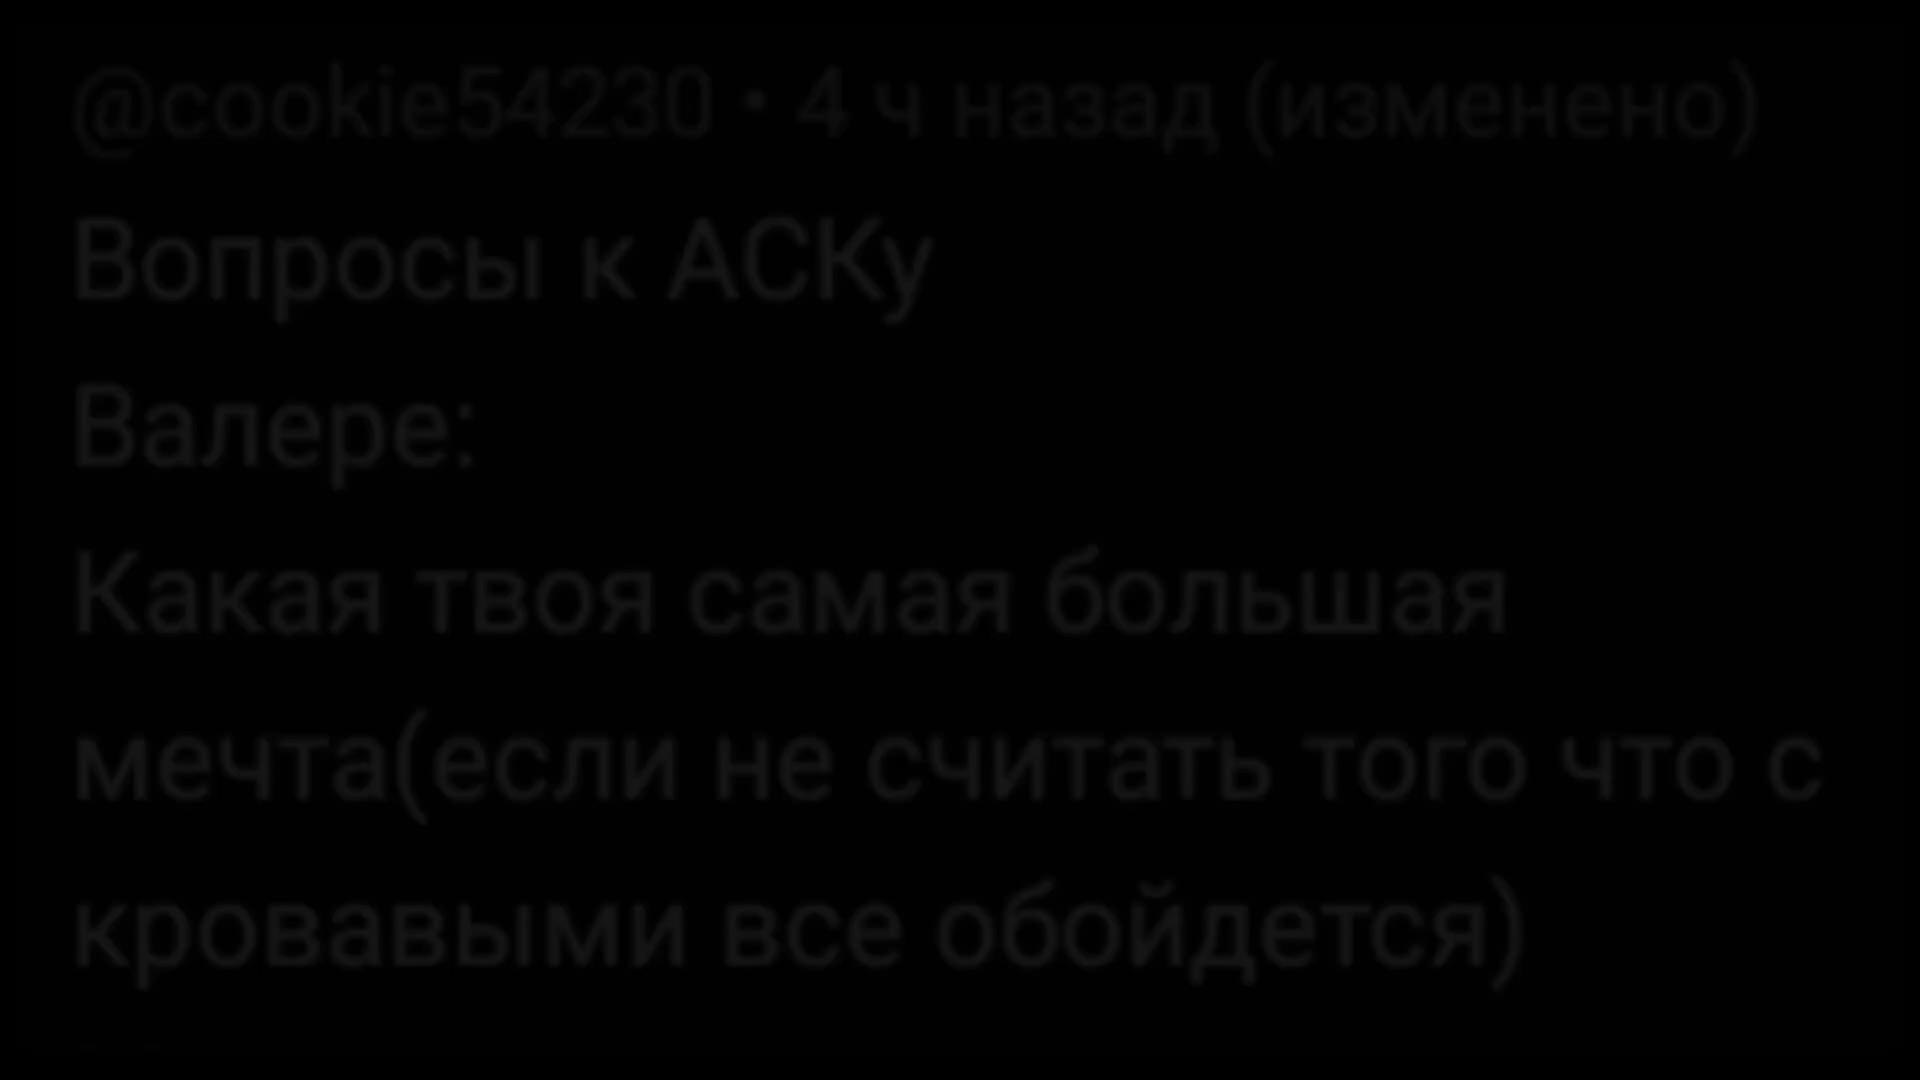 @cookie54230 • 4 ч назад (изменено)
Вопросы к АСКу
Валере:
Какая твоя самая большая
мечта(если не считать того что с
кровавыми все обойдется)